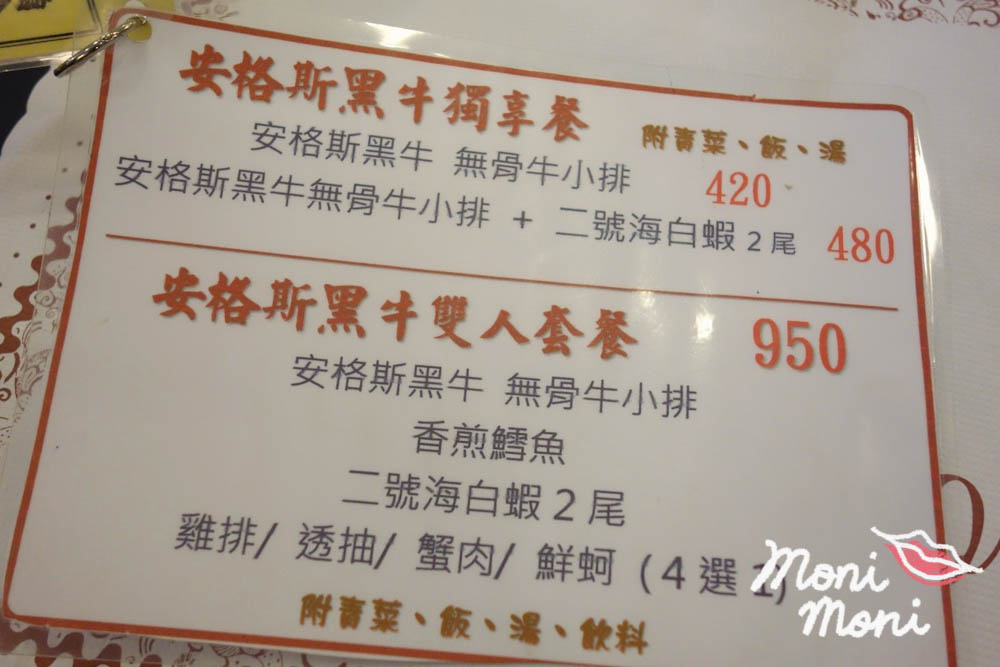 安格斯黑牛獨享餐 附青菜、飯、湯
安格斯黑牛 無骨牛小排 420
安格斯黑牛無骨牛小排 + 二號海白蝦 2 尾 480
安格斯黑牛雙人套餐 950
安格斯黑牛 無骨牛小排
香煎鱈魚
二號海白蝦 2 尾
雞排/ 透抽/ 蟹肉/ 鮮蚵 (4 選 1)
附青菜、飯、湯、飲料
moni
moni